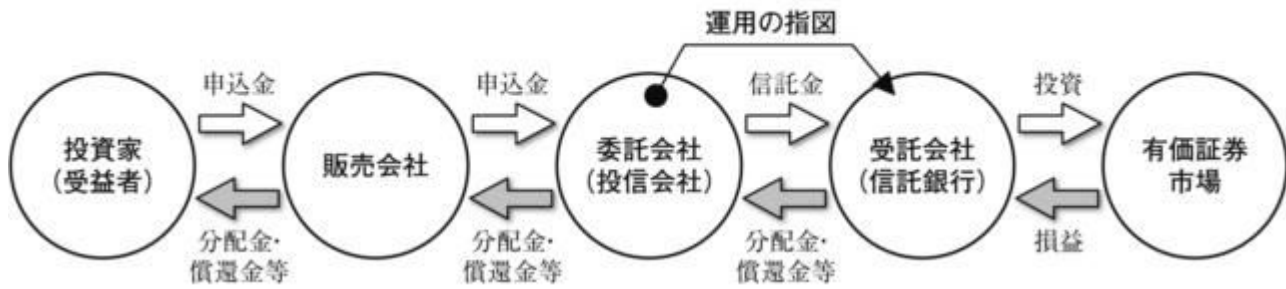 運用の指図
申込金
申込金
信託金
投資
投資家
（受益者）
販売会社
委託会社
（投信会社）
受託会社
（信託銀行）
有価証券
市場
分配金・
償還金等
分配金・
償還金等
分配金・
償還金等
損益